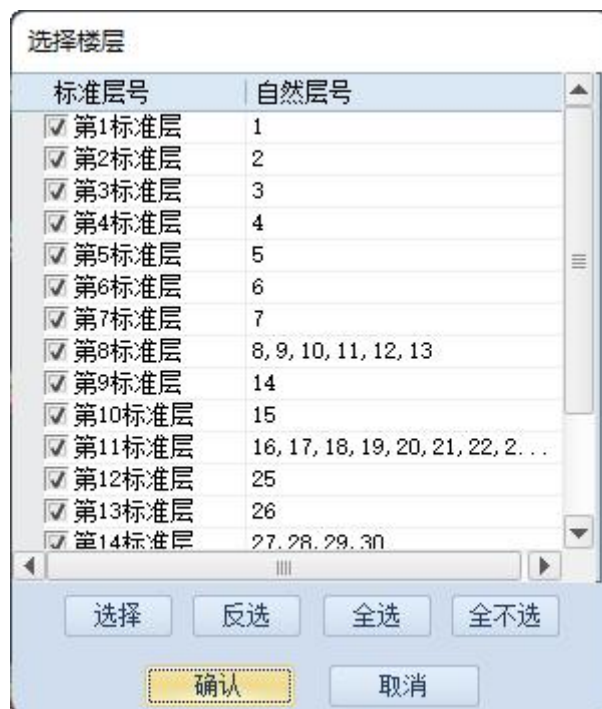 选择楼层
标准层号 自然层号
第1标准层 1
第2标准层 2
第3标准层 3
第4标准层 4
第5标准层 5
第6标准层 6
第7标准层 7
第8标准层 8, 9, 10, 11, 12, 13
第9标准层 14
第10标准层 15
第11标准层 16, 17, 18, 19, 20, 21, 22, 2...
第12标准层 25
第13标准层 26
第14标准层 27, 28, 29, 30
选择 反选 全选 全不选
确认 取消